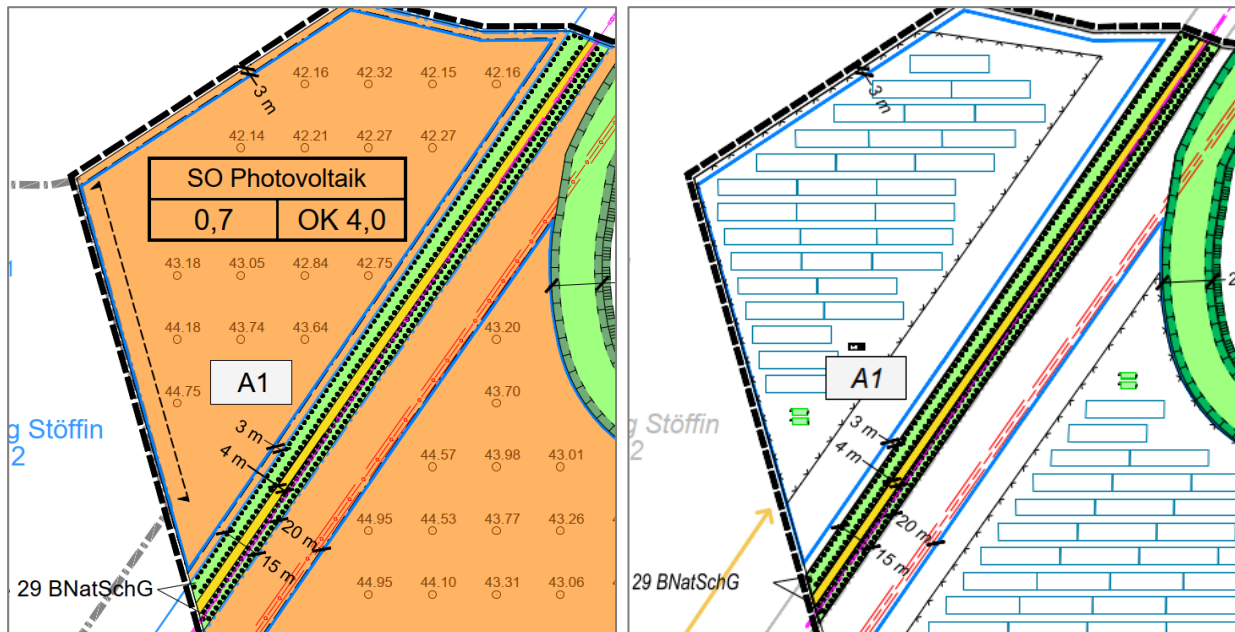 42.16 42.32 42.15 42.16
3 m
42.14 42.21 42.27 42.27
SO Photovoltaik
0,7 OK 4,0
43.18 43.05 42.84 42.75
44.18 43.74 43.64 43.20
A1
44.75 43.70
g Stöffin
2
3 m
4 m
44.57 43.98 43.01
20 m
15 m
44.95 44.53 43.77 43.26
29 BNatSchG
44.95 44.10 43.31 43.06
3 m
A1
g Stöffin
2
3 m
4 m
20 m
15 m
29 BNatSchG
2